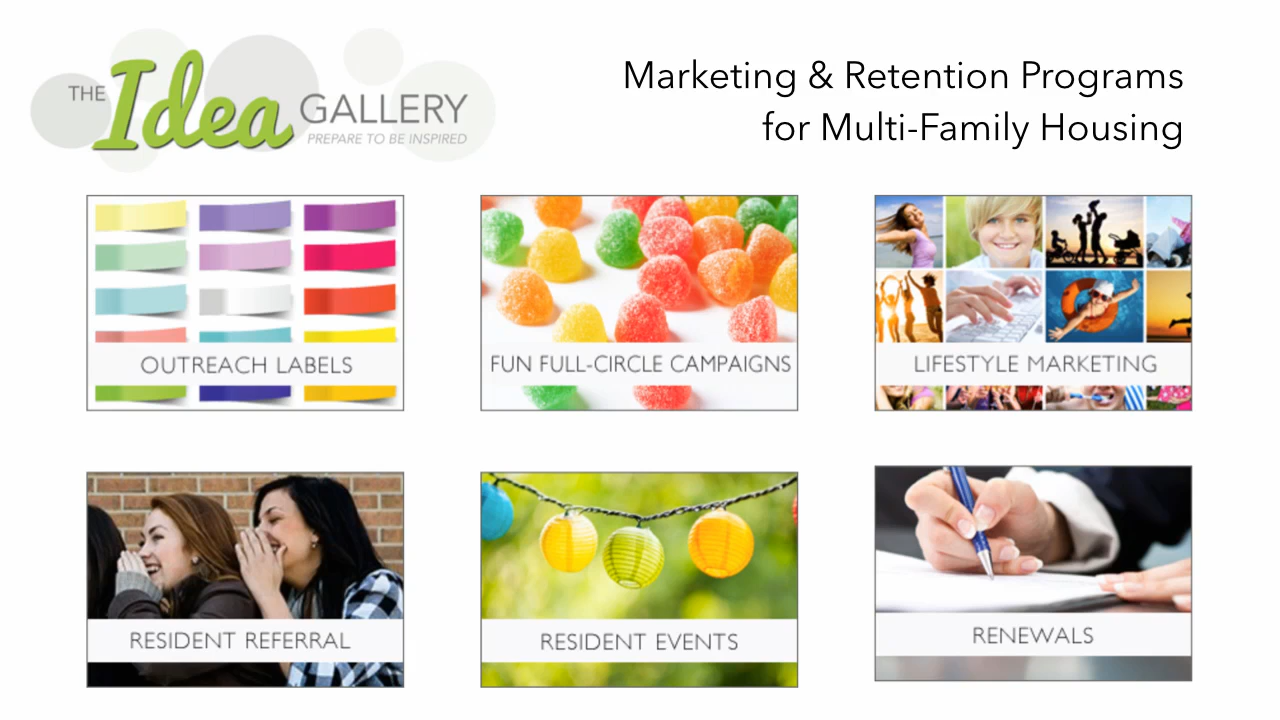 THE Idea GALLERY
PREPARE TO BE INSPIRED
Marketing & Retention Programs
for Multi-Family Housing
OUTREACH LABELS
FUN FULL-CIRCLE CAMPAIGNS
LIFESTYLE MARKETING
RESIDENT REFERRAL
RESIDENT EVENTS
RENEWALS